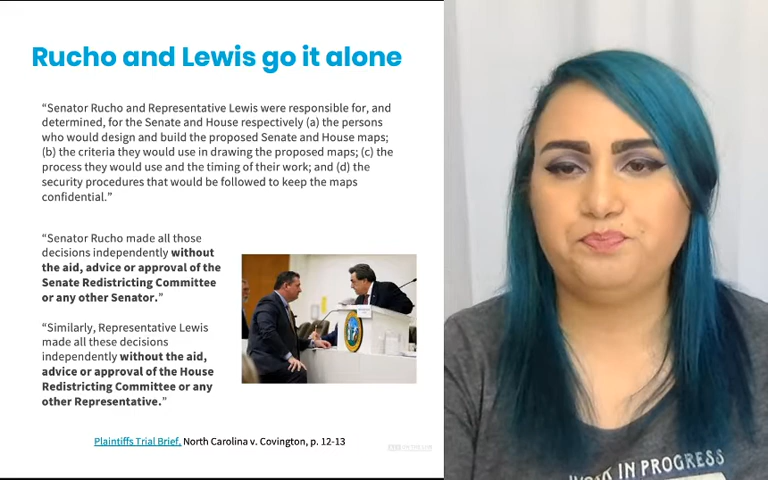 Rucho and Lewis go it alone
“Senator Rucho and Representative Lewis were responsible for, and
determined, for the Senate and House respectively (a) the persons
who would design and build the proposed Senate and House maps;
(b) the criteria they would use in drawing the proposed maps; (c) the
process they would use and the timing of their work; and (d) the
security procedures that would be followed to keep the maps
confidential.”
“Senator Rucho made all those
decisions independently without
the aid, advice or approval of the
Senate Redistricting Committee
or any other Senator.”
“Similarly, Representative Lewis
made all these decisions
independently without the aid,
advice or approval of the House
Redistricting Committee or any
other Representative.”
Plaintiffs Trial Brief, North Carolina v. Covington, p. 12-13
IN PROGRESS